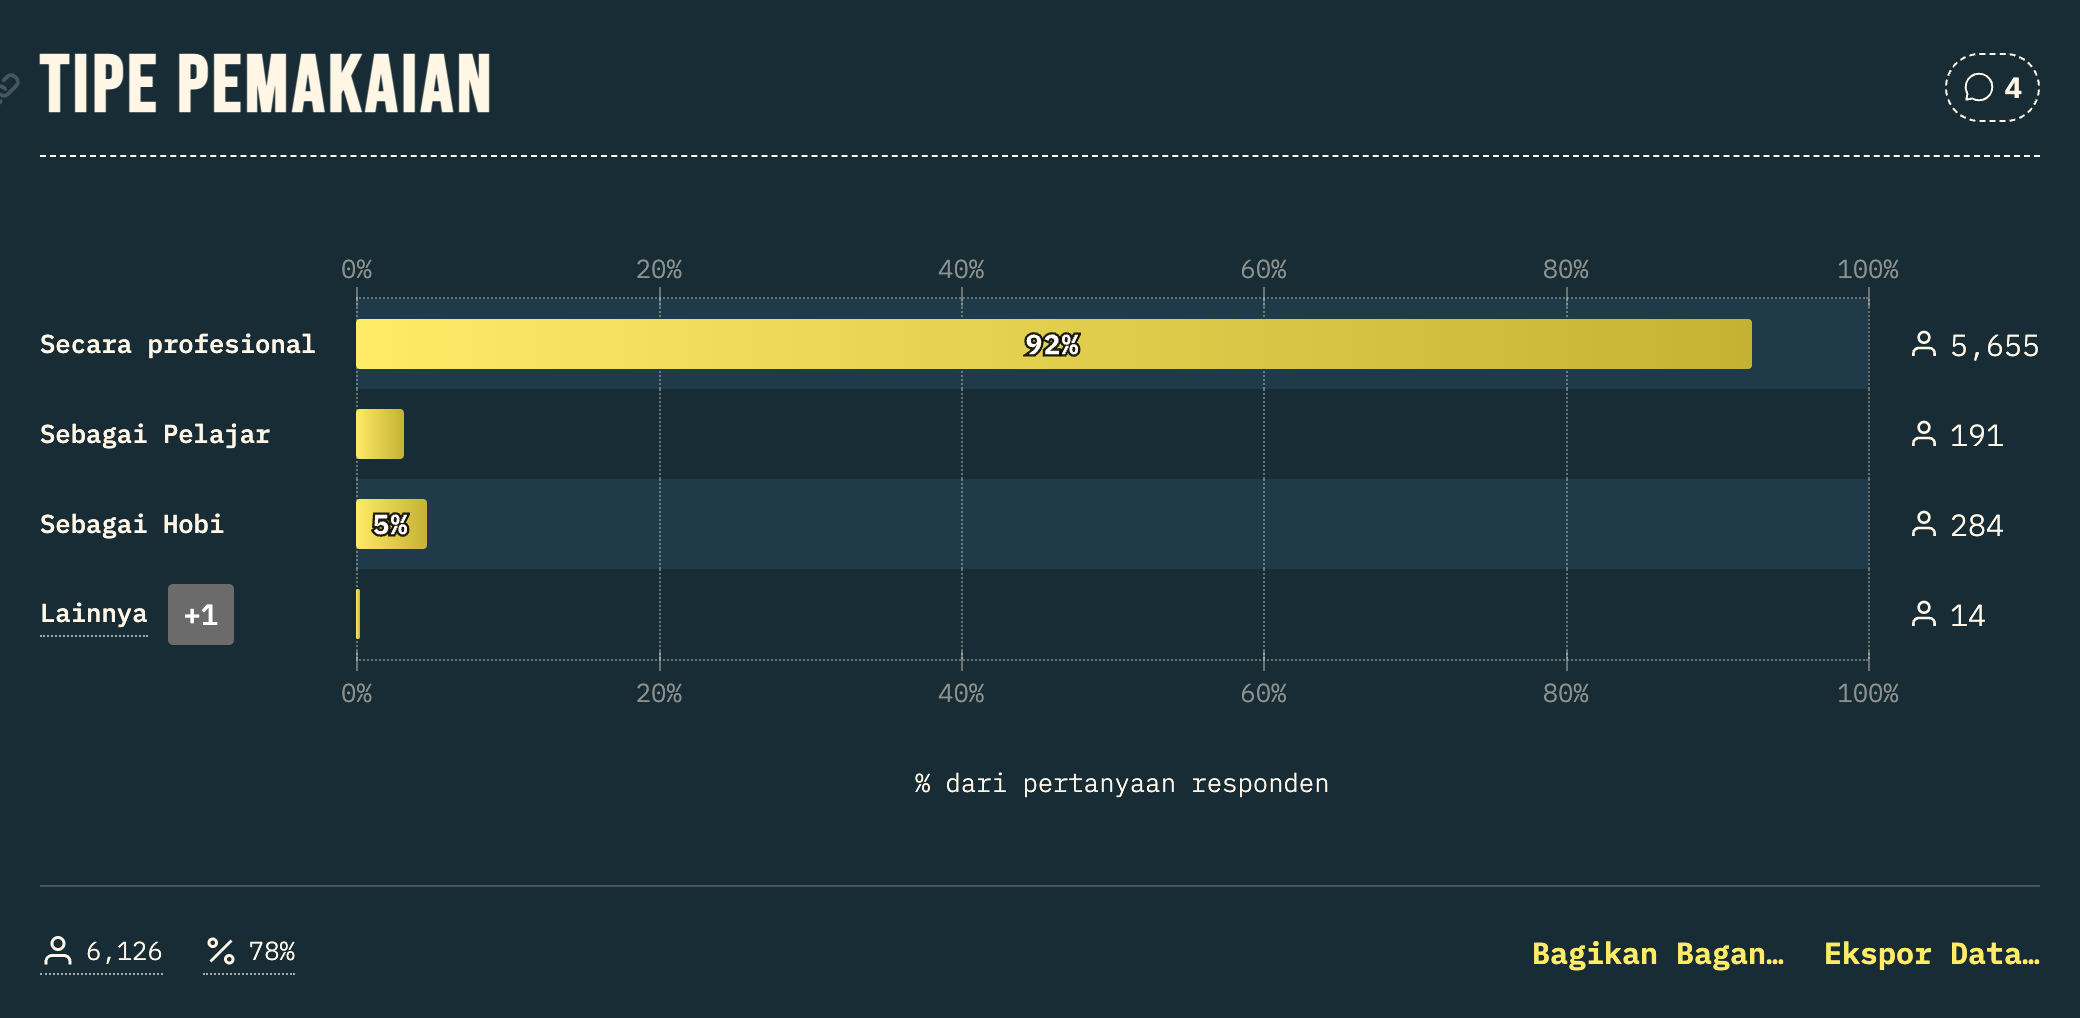 TIPE PEMAKAIAN
4
0% 20% 40% 60% 80% 100%
Secara profesional 92% 5,655
Sebagai Pelajar 191
Sebagai Hobi 5% 284
Lainnya +1 14
0% 20% 40% 60% 80% 100%
% dari pertanyaan responden
6,126 78% Bagikan Bagan… Ekspor Data…